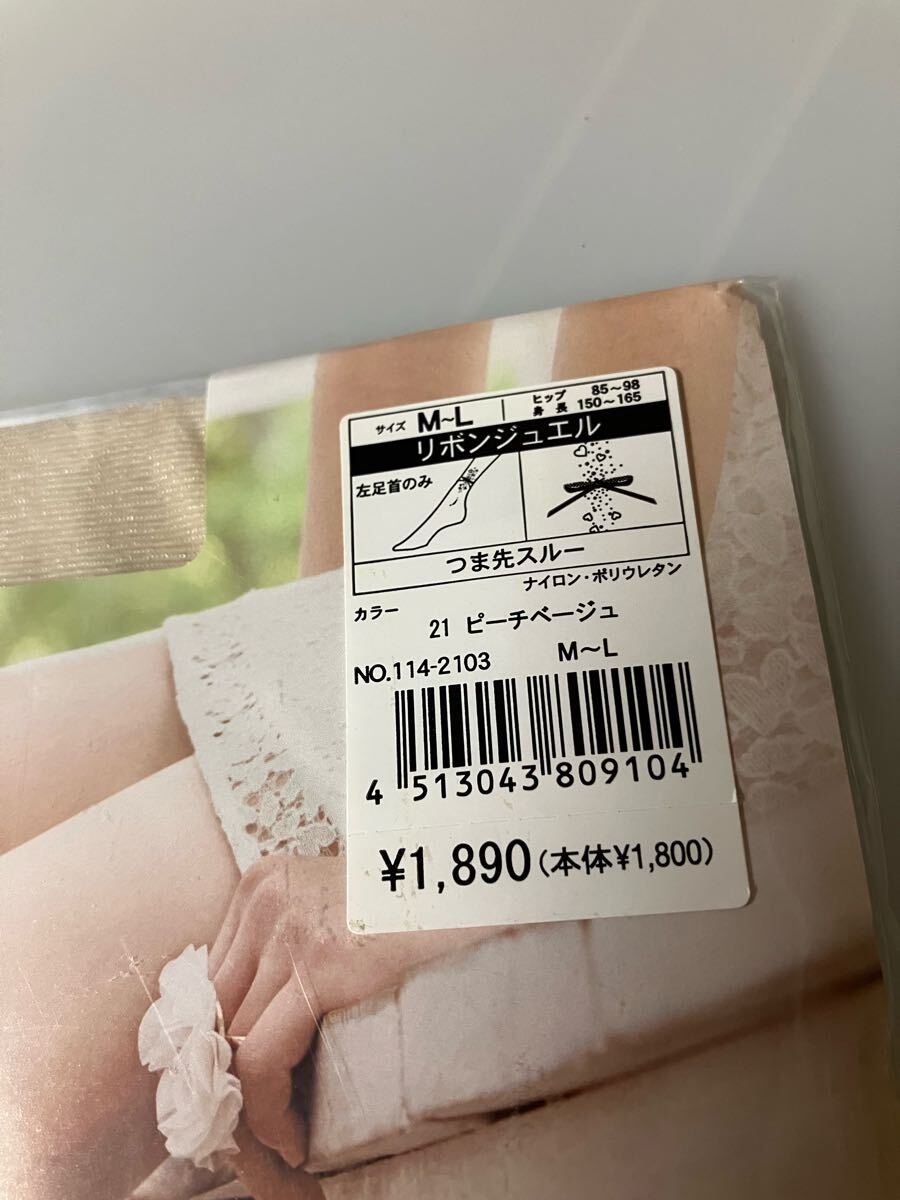 サイズ M~L ヒップ 85~98
身長 150~165
リボンジュエル
左足首のみ
つま先スルー
ナイロン・ポリウレタン
カラー
21 ピーチベージュ
NO.114-2103 M~L
4 513043 809104
¥1,890(本体¥1,800)